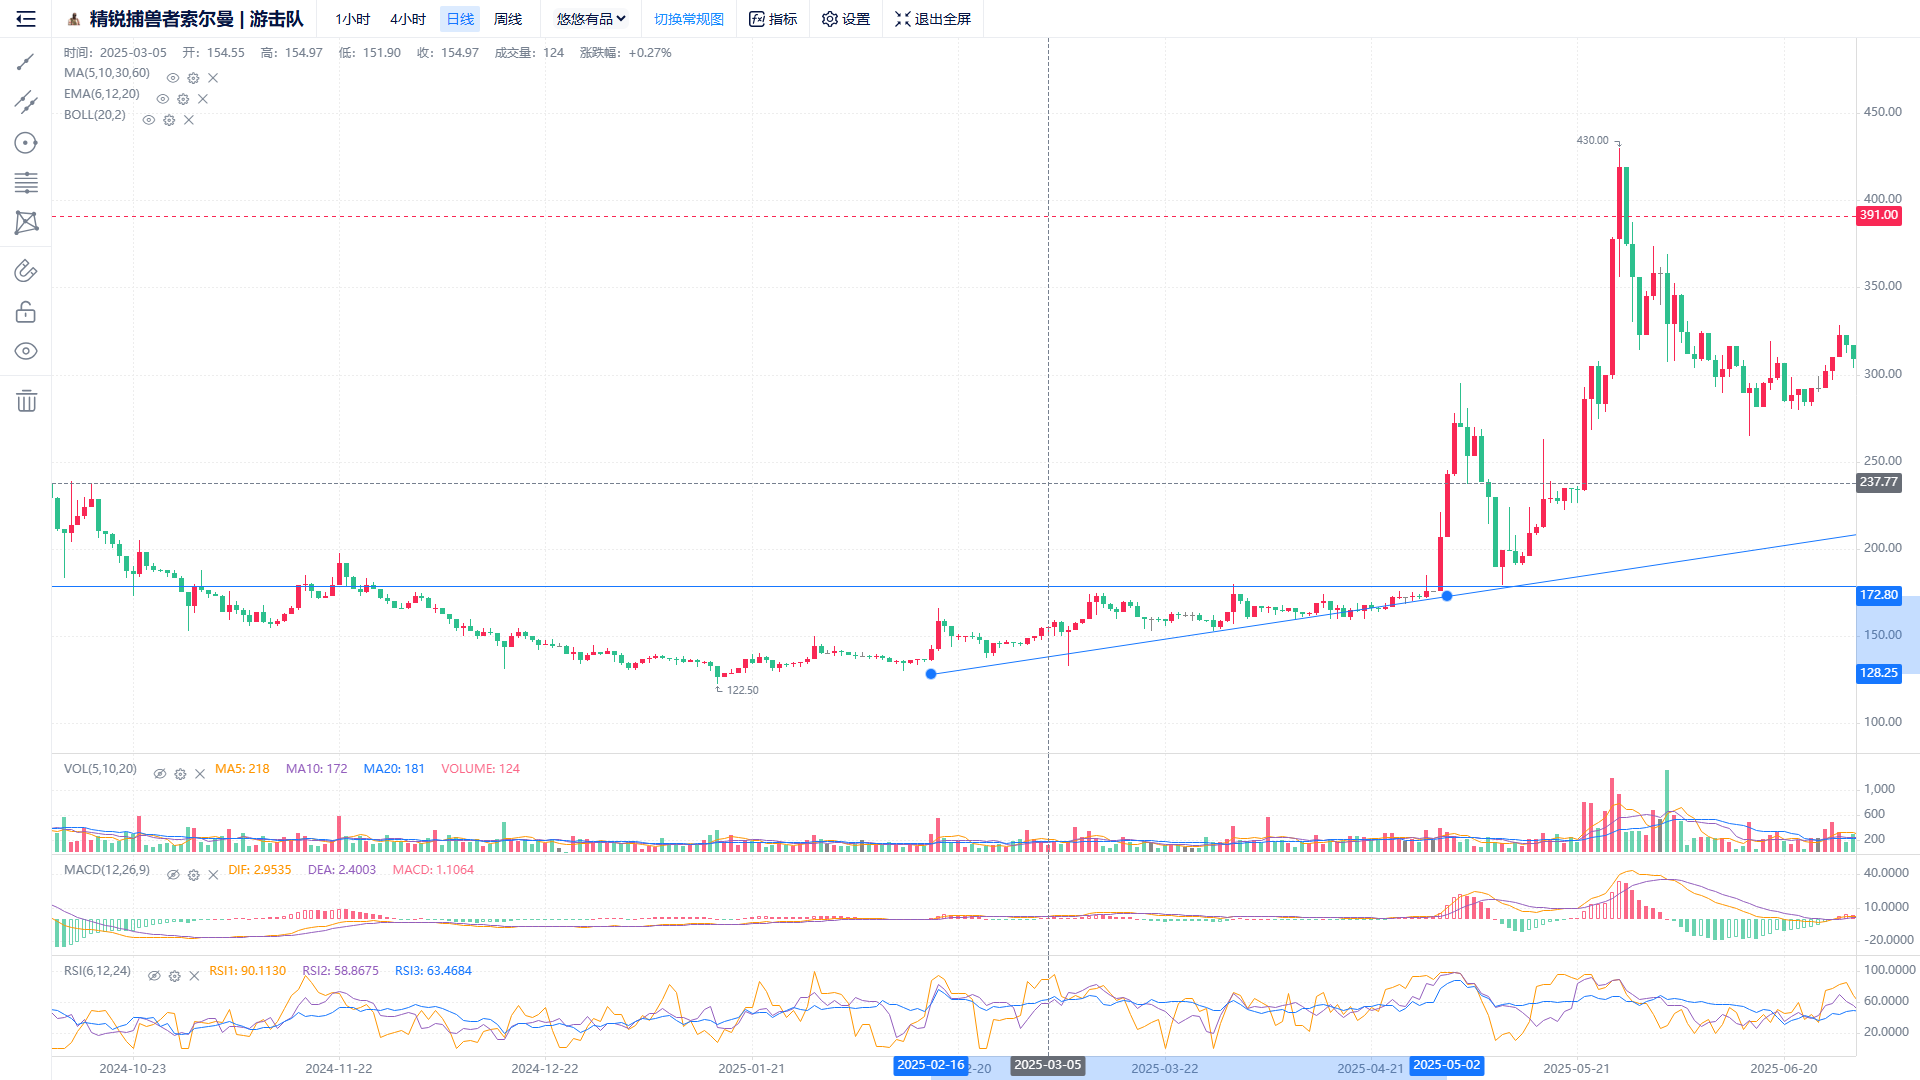 精锐捕兽者索尔曼 | 游击队 1小时 4小时 日线 周线 悠悠有品 切换常规图 指标 设置 退出全屏
时间: 2025-03-05 开: 154.55 高: 154.97 低: 151.90 收: 154.97 成交量: 124 涨跌幅: +0.27%
MA(5,10,30,60)
EMA(6,12,20)
BOLL(20,2)
450.00
430.00
400.00
391.00
350.00
300.00
250.00
237.77
200.00
172.80
150.00
128.25
122.50
100.00
VOL(5,10,20) MA5: 218 MA10: 172 MA20: 181 VOLUME: 124
1,000
600
200
MACD(12,26,9) DIF: 2.9535 DEA: 2.4003 MACD: 1.1064
40.0000
10.0000
-20.0000
RSI(6,12,24) RSI1: 90.1130 RSI2: 58.8675 RSI3: 63.4684
100.0000
60.0000
20.0000
2024-10-23 2024-11-22 2024-12-22 2025-01-21 2025-02-16 -20 2025-03-05 2025-03-22 2025-04-21 2025-05-02 2025-05-21 2025-06-20